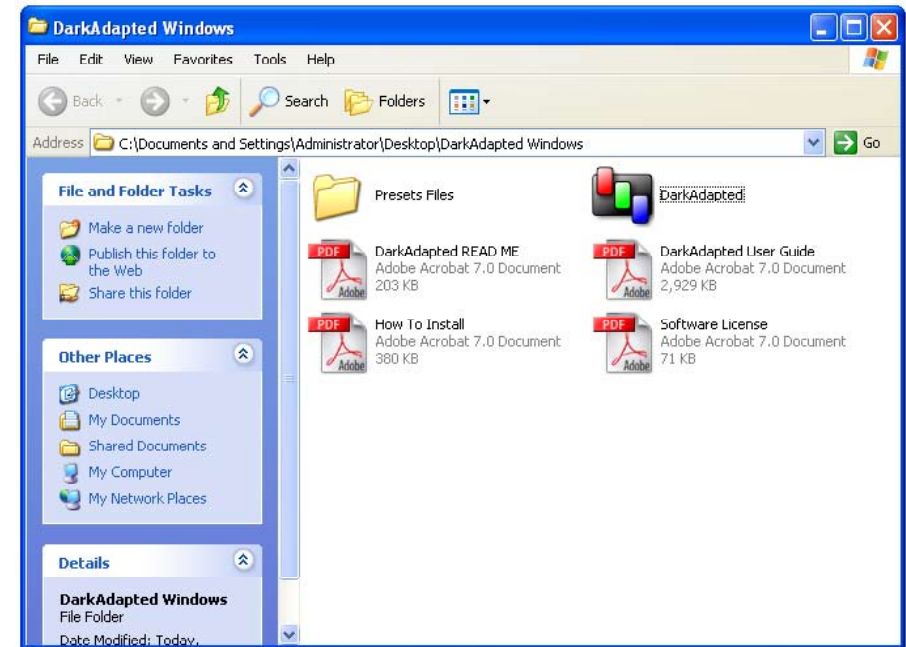 DarkAdapted Windows
File Edit View Favorites Tools Help
Back Search Folders
Address C:\Documents and Settings\Administrator\Desktop\DarkAdapted Windows Go
File and Folder Tasks
Make a new folder
Publish this folder to
the Web
Share this folder
Other Places
Desktop
My Documents
Shared Documents
My Computer
My Network Places
Details
DarkAdapted Windows
File Folder
Date Modified: Today,
Presets Files
DarkAdapted
PDF
Adobe
DarkAdapted READ ME
Adobe Acrobat 7.0 Document
203 KB
PDF
Adobe
DarkAdapted User Guide
Adobe Acrobat 7.0 Document
2,929 KB
PDF
Adobe
How To Install
Adobe Acrobat 7.0 Document
380 KB
PDF
Adobe
Software License
Adobe Acrobat 7.0 Document
71 KB